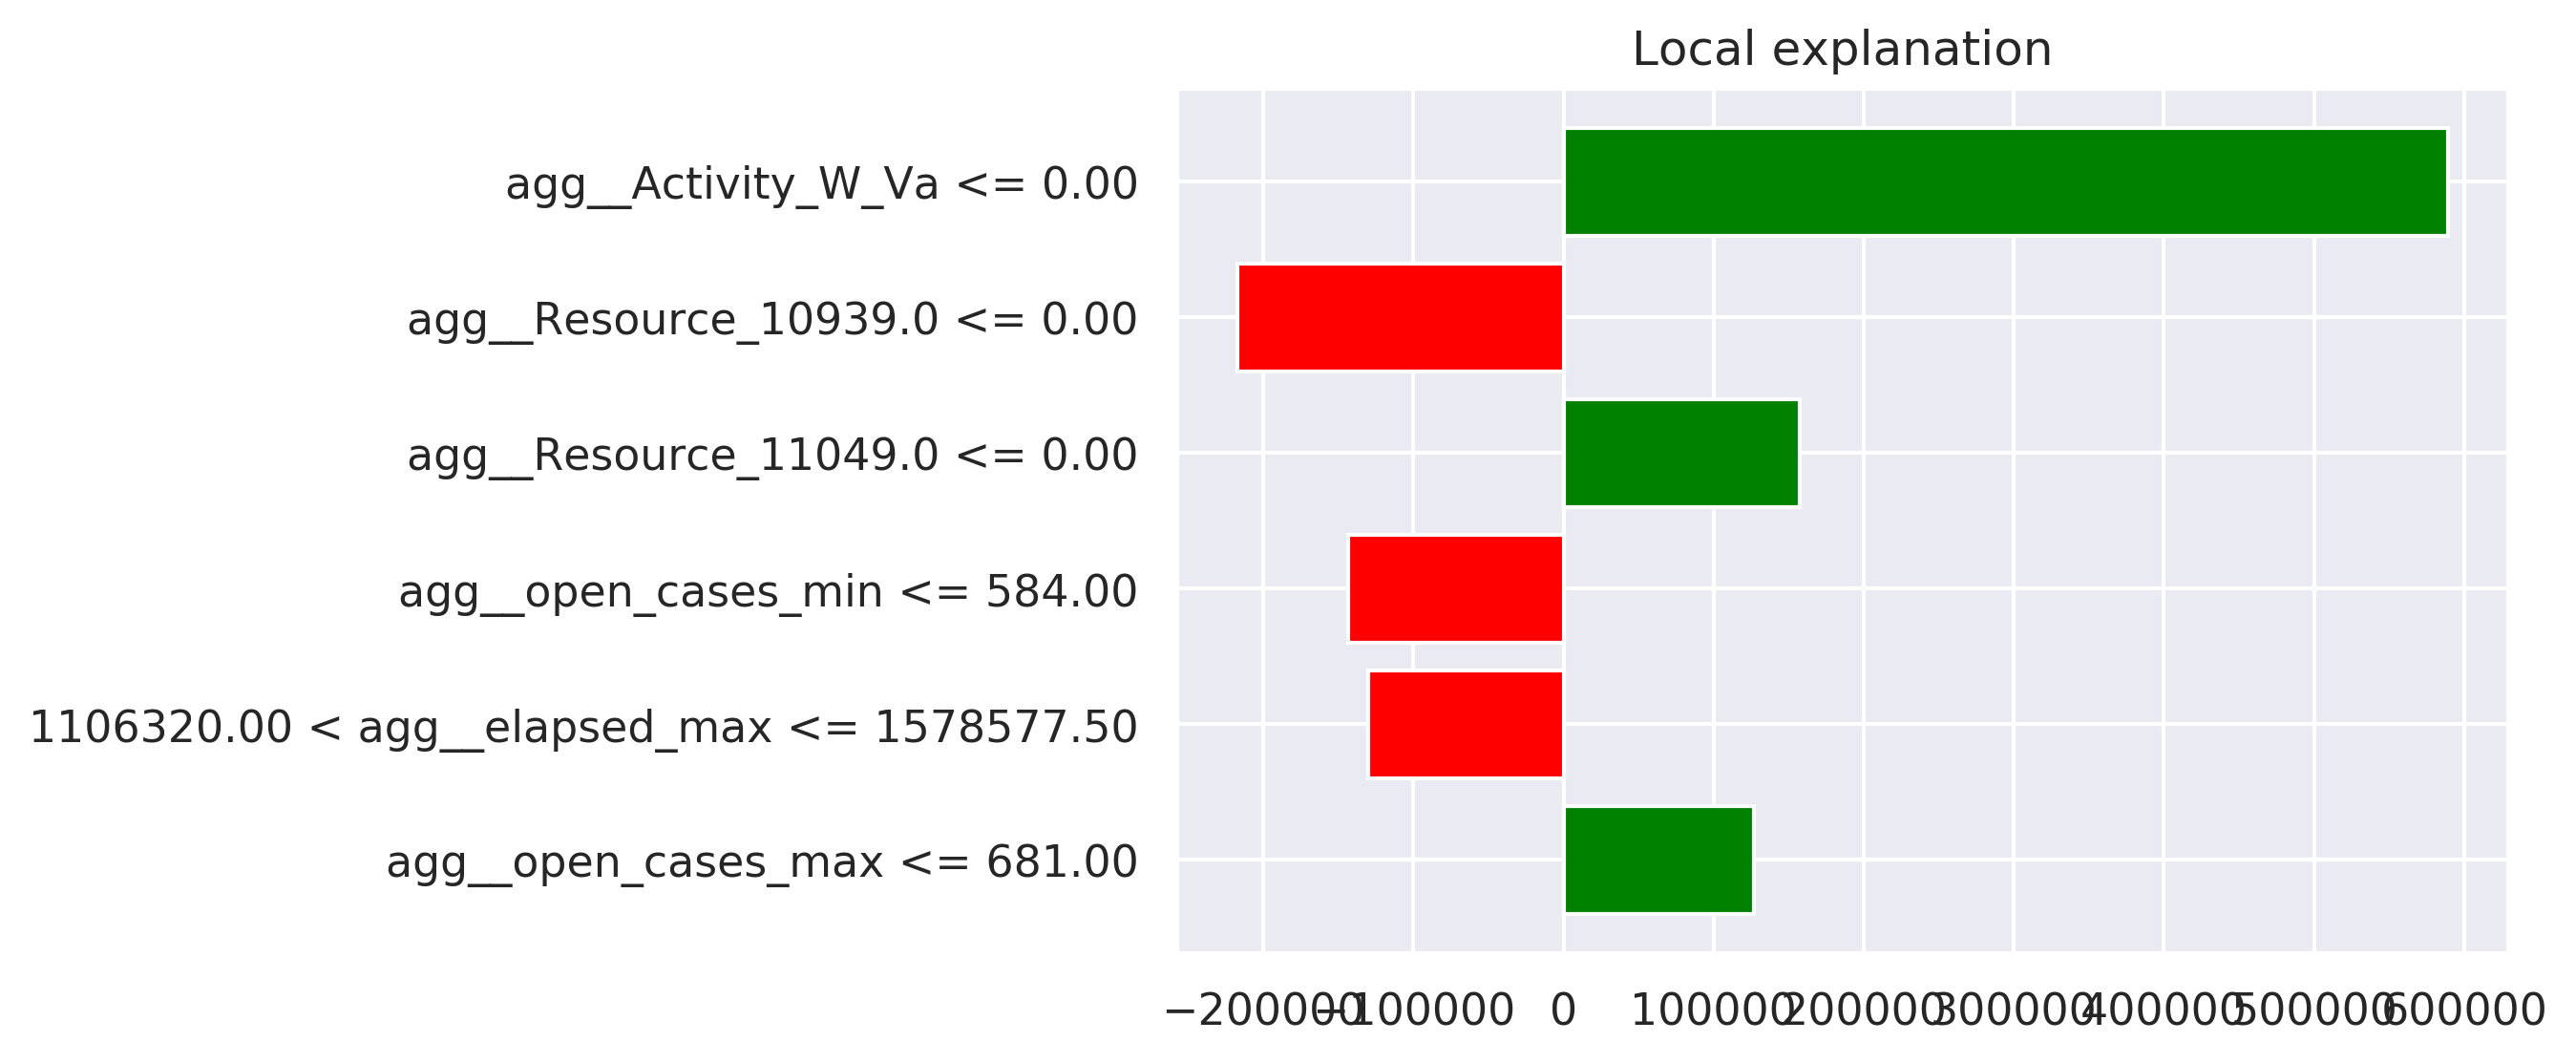 Local explanation
agg__Activity_W_Va <= 0.00
agg__Resource_10939.0 <= 0.00
agg__Resource_11049.0 <= 0.00
agg__open_cases_min <= 584.00
1106320.00 < agg__elapsed_max <= 1578577.50
agg__open_cases_max <= 681.00
−200000 −100000 0 100000 200000 300000 400000 500000 600000